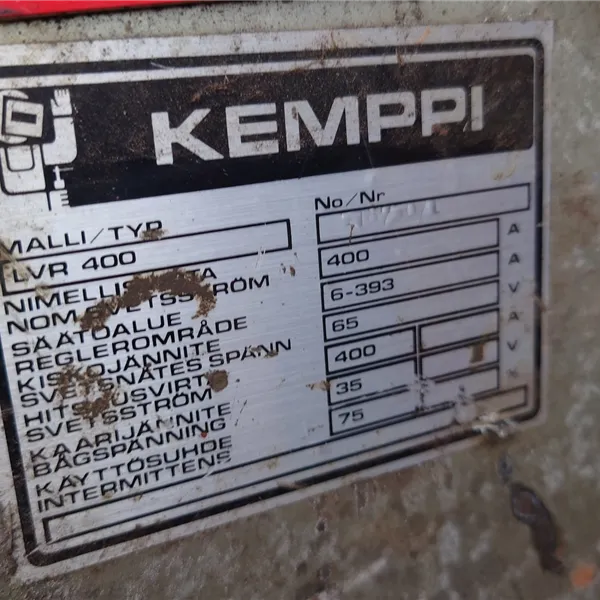 KEMPPI
MALLI/TYP No/Nr
LVR 400
NIMELLISVIRTA 400 A
NOM. SVETSSTRÖM
SÄÄTÖALUE 6-393 A
REGLEROMRÅDE
KISKOJÄNNITE 65 V
SVETSNÄTES SPÄNN
HITSAUSVIRTA 400 A
SVETSSTRÖM
KAARIJÄNNITE 35 V
BÅGSPÄNNING
KÄYTTÖSUHDE 75 %
INTERMITTENS